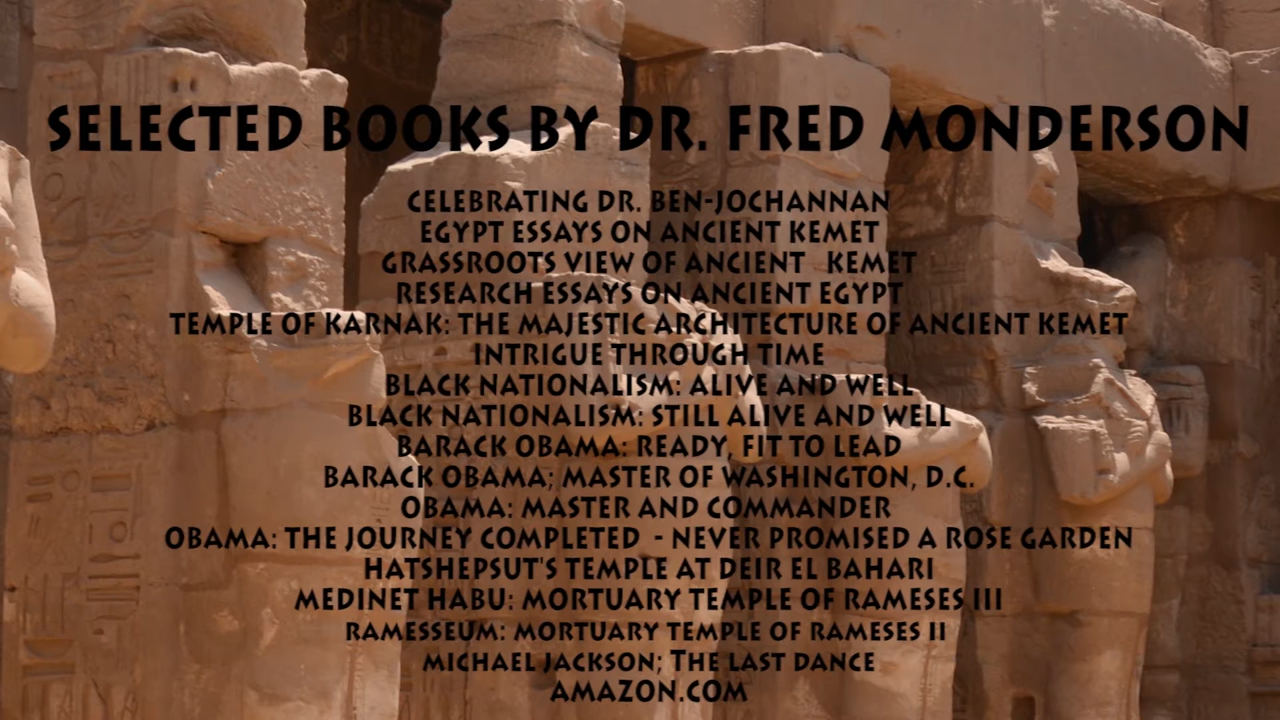 SELECTED BOOKS BY DR. FRED MONDERSON
CELEBRATING DR. BEN-JOCHANNAN
EGYPT ESSAYS ON ANCIENT KEMET
GRASSROOTS VIEW OF ANCIENT KEMET
RESEARCH ESSAYS ON ANCIENT EGYPT
TEMPLE OF KARNAK: THE MAJESTIC ARCHITECTURE OF ANCIENT KEMET
INTRIGUE THROUGH TIME
BLACK NATIONALISM: ALIVE AND WELL
BLACK NATIONALISM: STILL ALIVE AND WELL
BARACK OBAMA: READY, FIT TO LEAD
BARACK OBAMA; MASTER OF WASHINGTON, D.C.
OBAMA: MASTER AND COMMANDER
OBAMA: THE JOURNEY COMPLETED - NEVER PROMISED A ROSE GARDEN
HATSHEPSUT'S TEMPLE AT DEIR EL BAHARI
MEDINET HABU: MORTUARY TEMPLE OF RAMESES III
RAMESSEUM: MORTUARY TEMPLE OF RAMESES II
MICHAEL JACKSON; THE LAST DANCE
AMAZON.COM